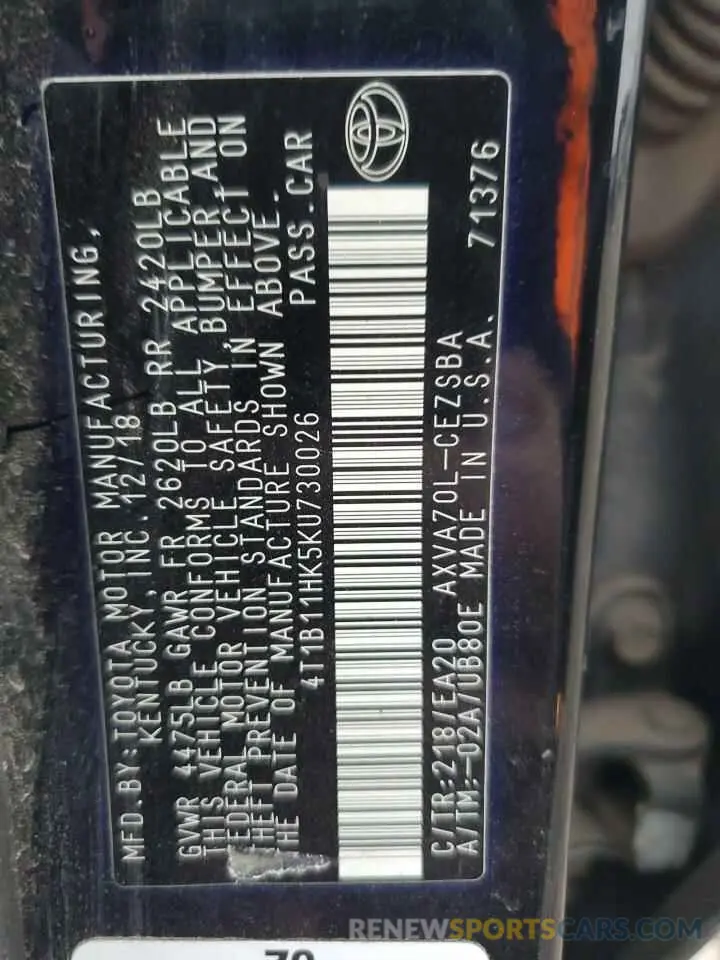 MFD.BY:TOYOTA MOTOR MANUFACTURING,
KENTUCKY, INC. 12/18
GVWR 4475LB GAWR FR 2620LB RR 2420LB
THIS VEHICLE CONFORMS TO ALL APPLICABLE
FEDERAL MOTOR VEHICLE SAFETY, BUMPER, AND
THEFT PREVENTION STANDARDS IN EFFECT ON
THE DATE OF MANUFACTURE SHOWN ABOVE.
4T1B11HK5KU730026 PASS.CAR
C/TR:218/EA20 AXVA70L-CEZSBA 71376
A/TM:-02A/UB80E MADE IN U.S.A.
RENEWSPORTCARS.COM